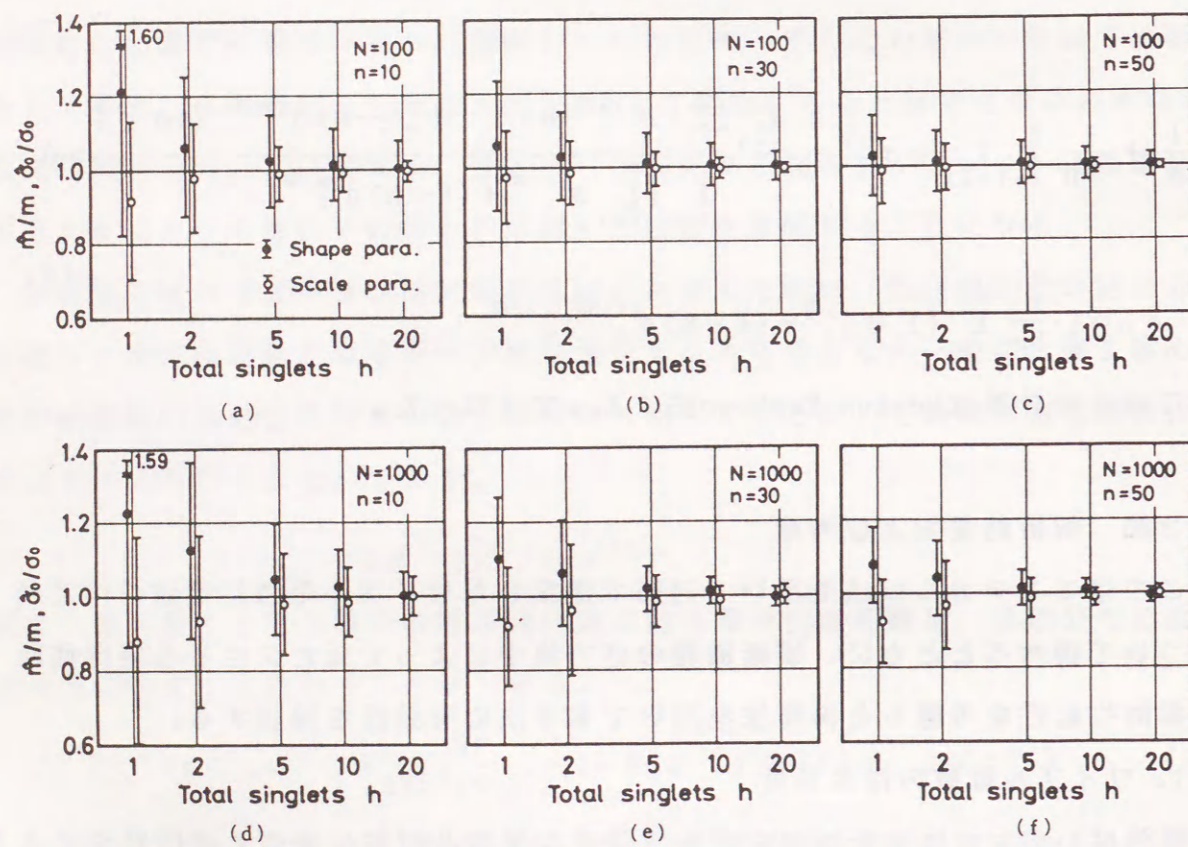 1.60
N=100
n=10
N=100
n=30
N=100
n=50
1.4
1.2
1.0
0.8
0.6
m̂/m , σ̂₀/σ₀
Shape para.
Scale para.
1 2 5 10 20
1 2 5 10 20
1 2 5 10 20
Total singlets h
Total singlets h
Total singlets h
(a)
(b)
(c)
1.59
N=1000
n=10
N=1000
n=30
N=1000
n=50
1.4
1.2
1.0
0.8
0.6
m̂/m , σ̂₀/σ₀
1 2 5 10 20
1 2 5 10 20
1 2 5 10 20
Total singlets h
Total singlets h
Total singlets h
(d)
(e)
(f)